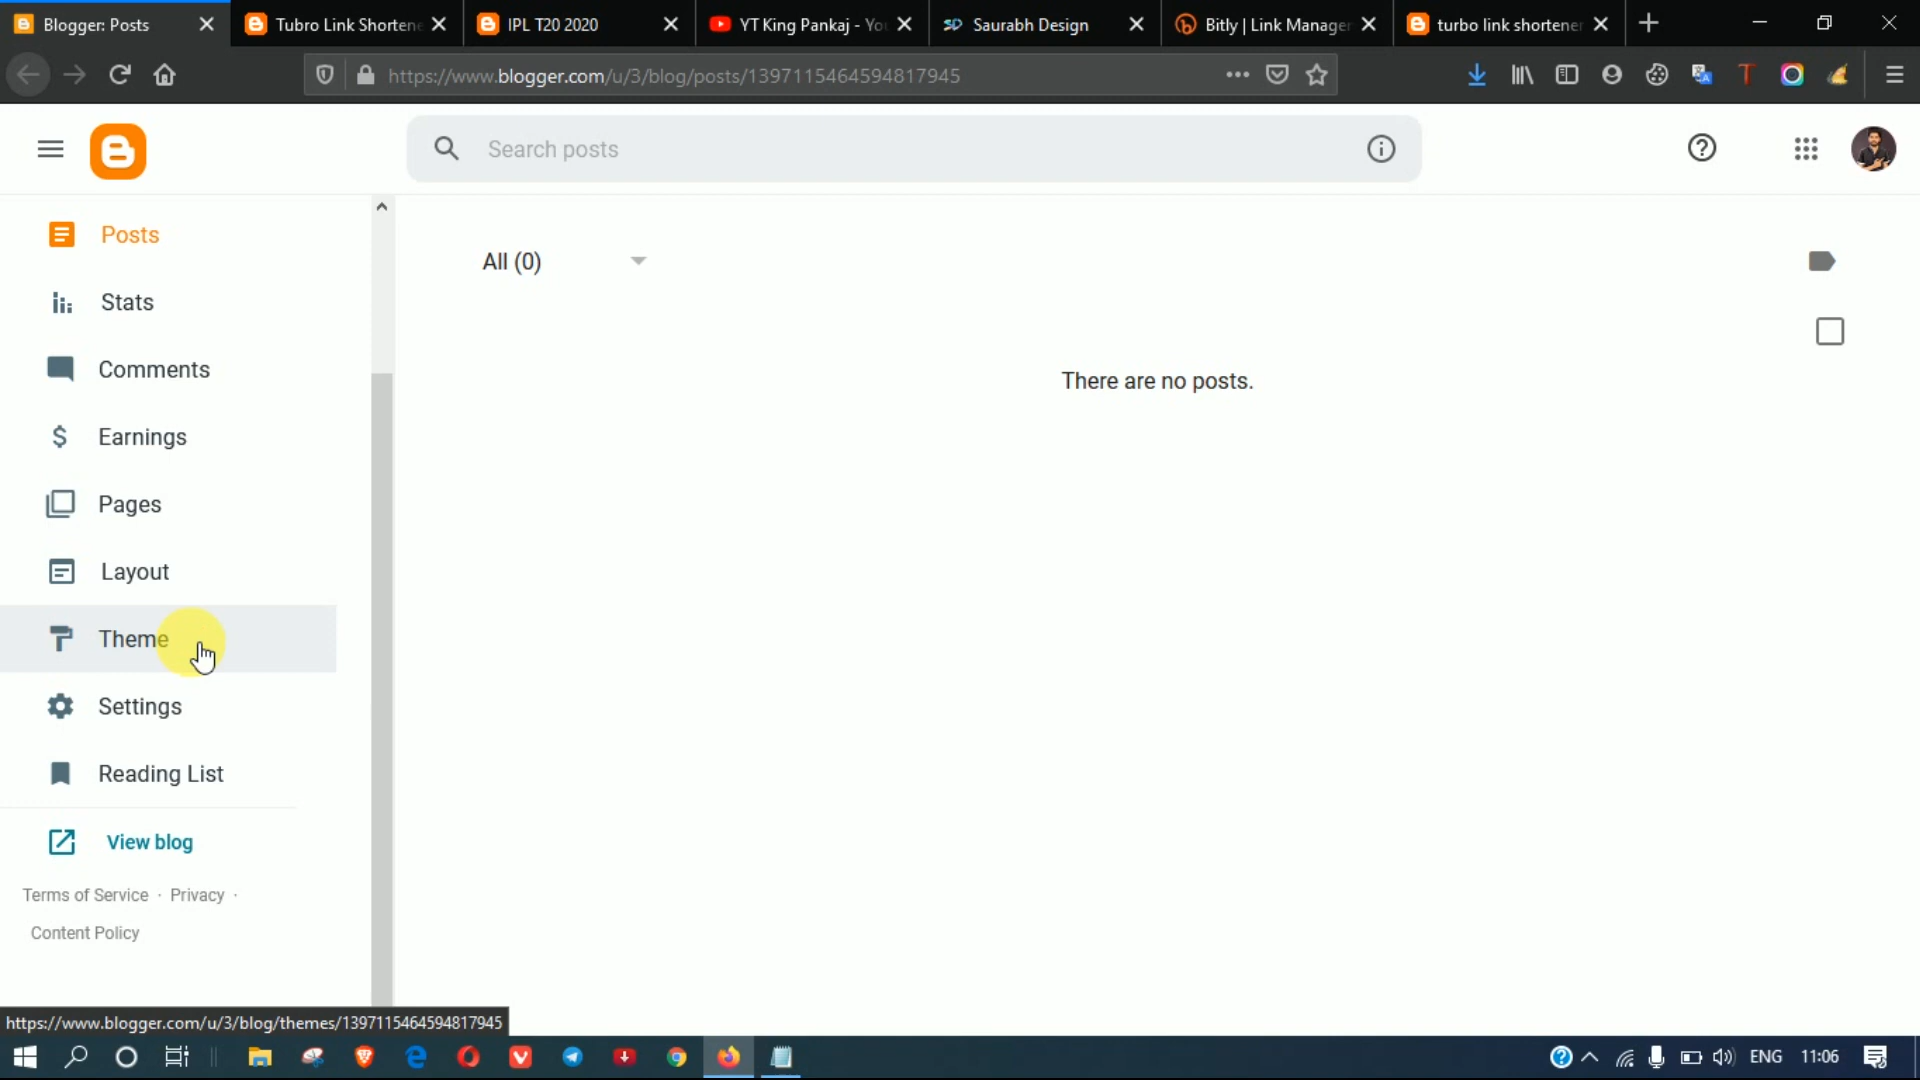 Blogger: Posts
Tubro Link Shortene
IPL T20 2020
YT King Pankaj - Yo
Saurabh Design
Bitly | Link Manager
turbo link shortener
https://www.blogger.com/u/3/blog/posts/1397115464594817945
Search posts
Posts
All (0)
Stats
Comments
There are no posts.
Earnings
Pages
Layout
Theme
Settings
Reading List
View blog
Terms of Service · Privacy ·
Content Policy
https://www.blogger.com/u/3/blog/themes/1397115464594817945
ENG
11:06